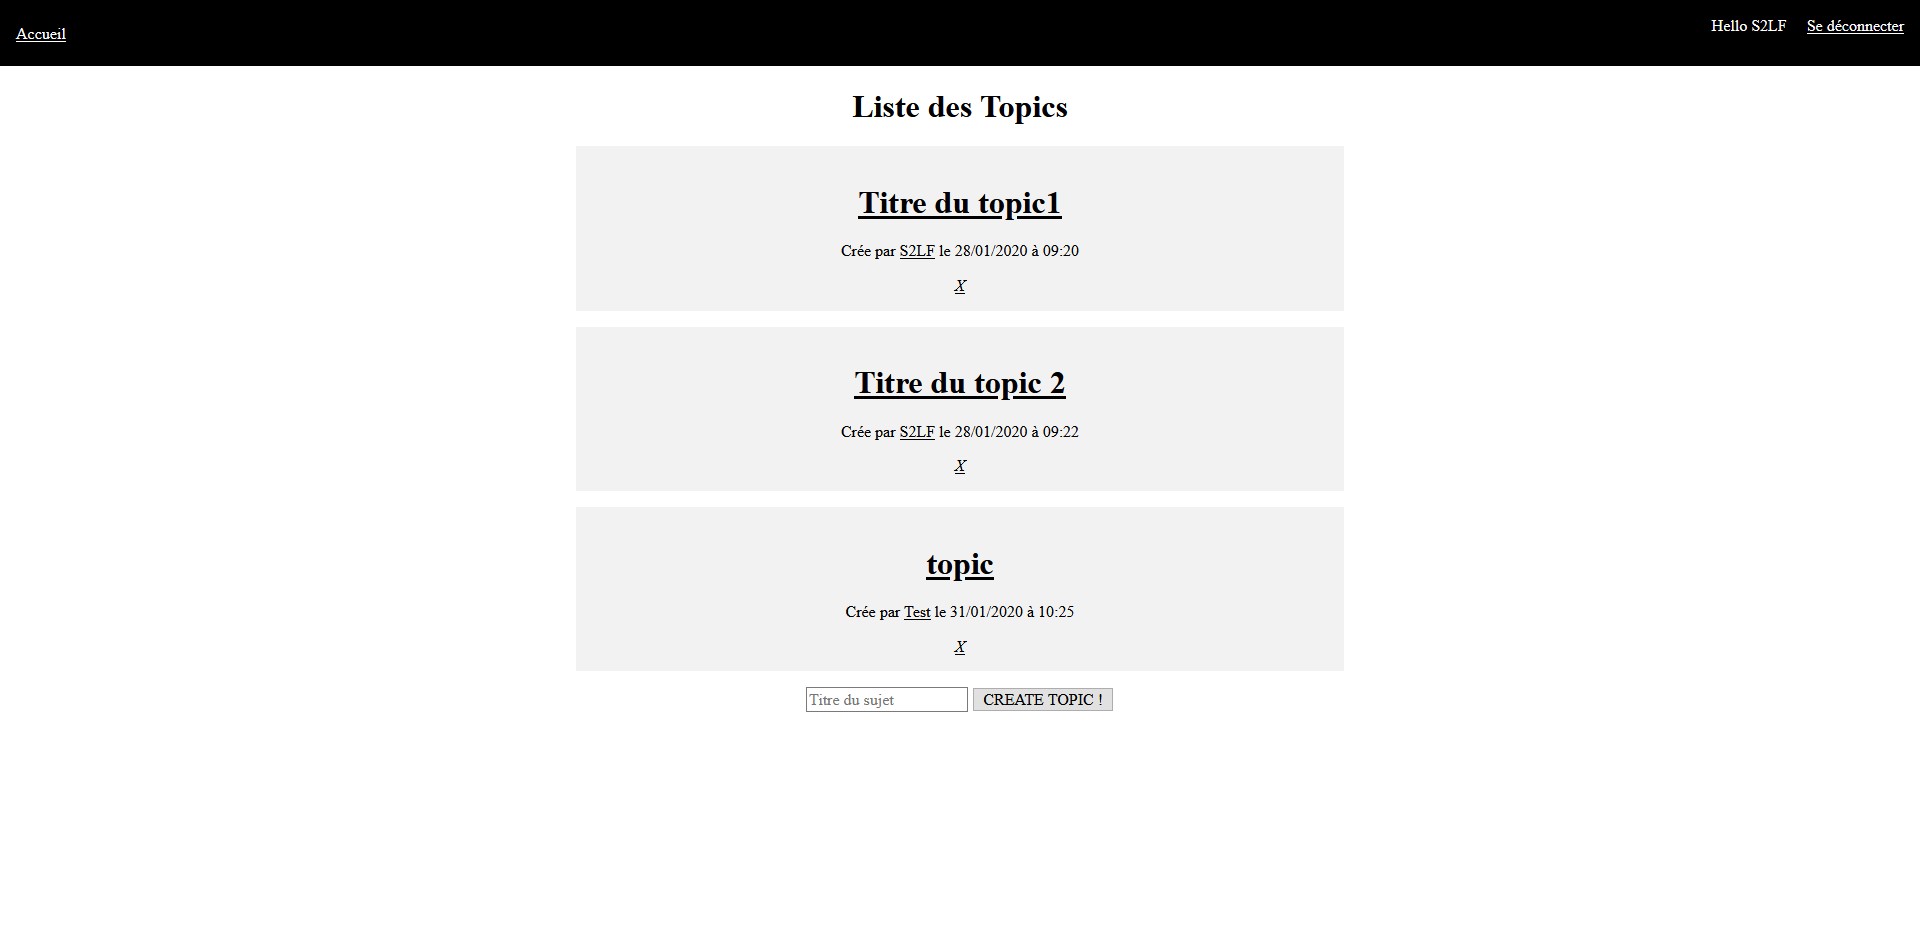 Accueil
Hello S2LF Se déconnecter
Liste des Topics
Titre du topic1
Crée par S2LF le 28/01/2020 à 09:20
X
Titre du topic 2
Crée par S2LF le 28/01/2020 à 09:22
X
topic
Crée par Test le 31/01/2020 à 10:25
X
Titre du sujet CREATE TOPIC !